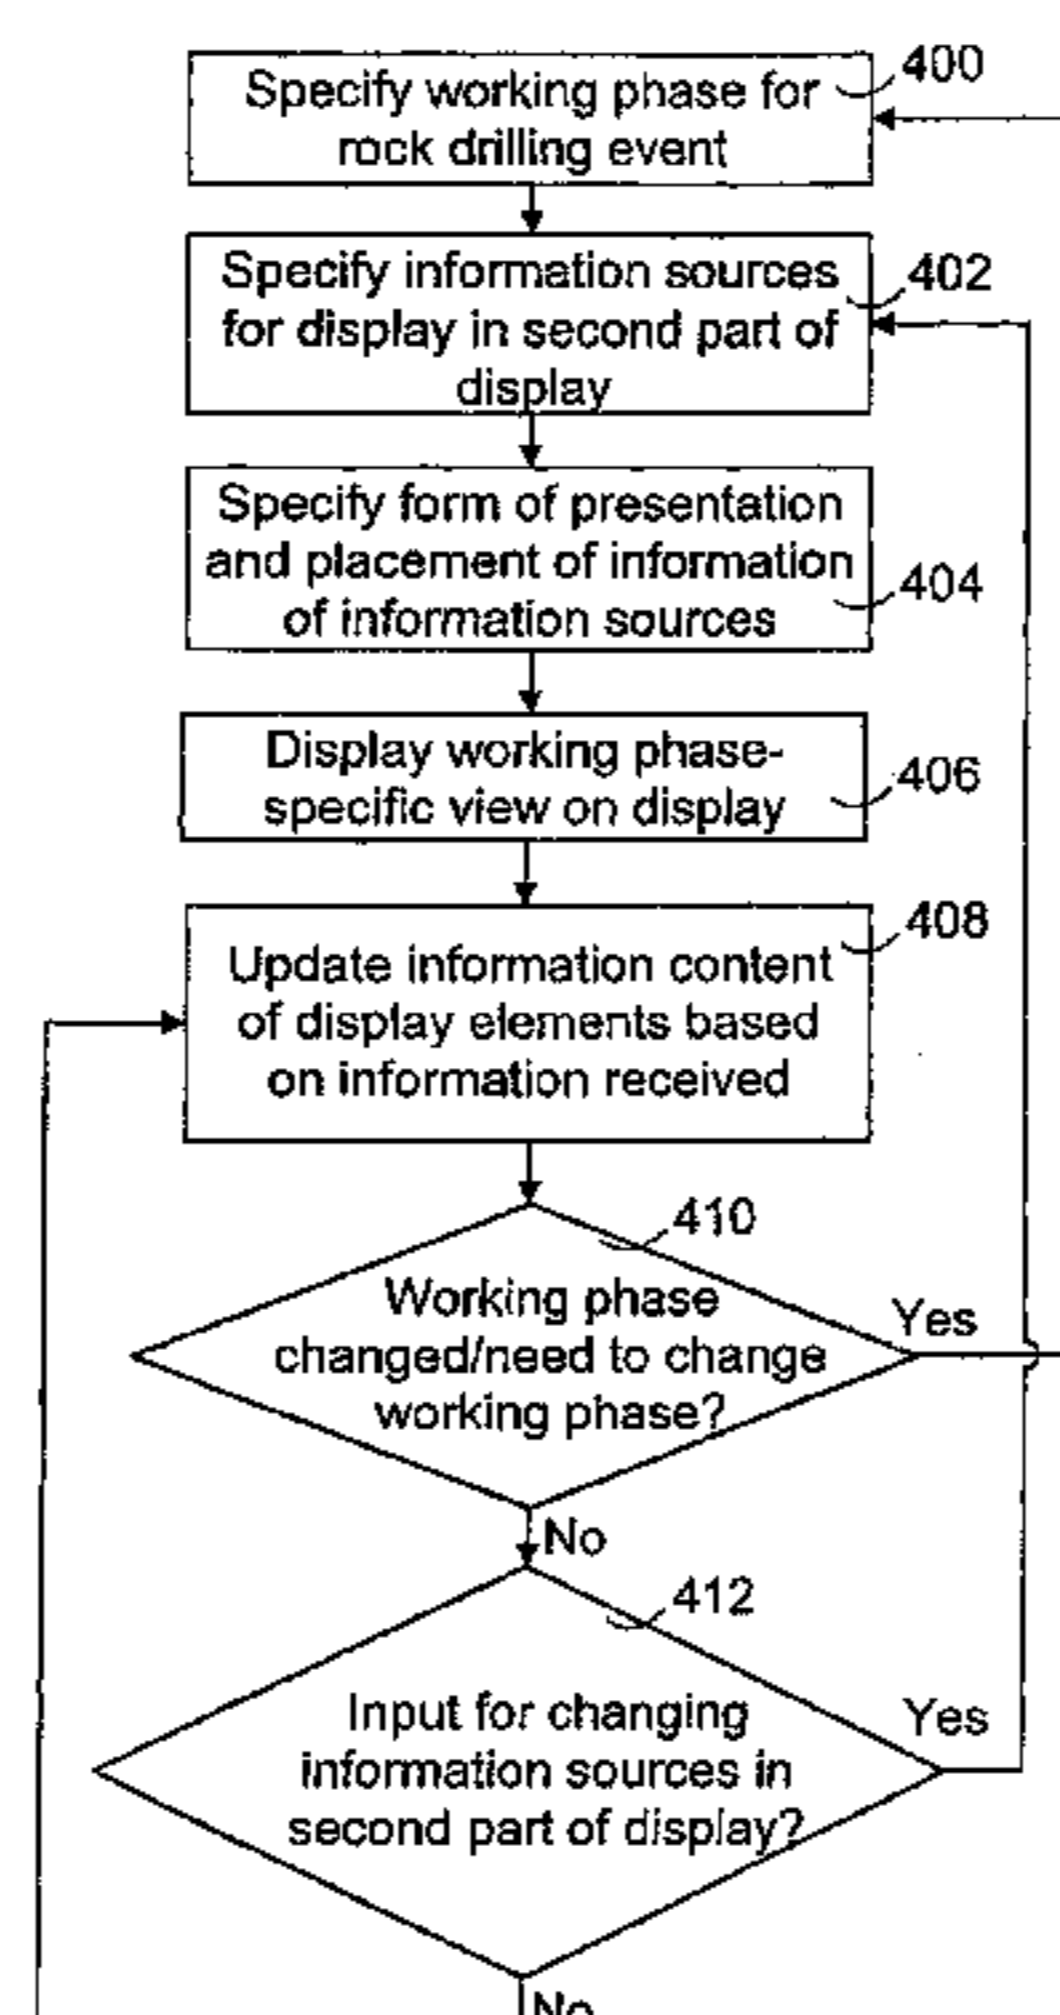 400
Specify working phase for
rock drilling event
402
Specify information sources
for display in second part of
display
Specify form of presentation
and placement of information
of information sources
404
Display working phase-
specific view on display
406
408
Update information content
of display elements based
on information received
410
Working phase
changed/need to change
working phase?
Yes
No
412
Input for changing
information sources in
second part of display?
Yes
No